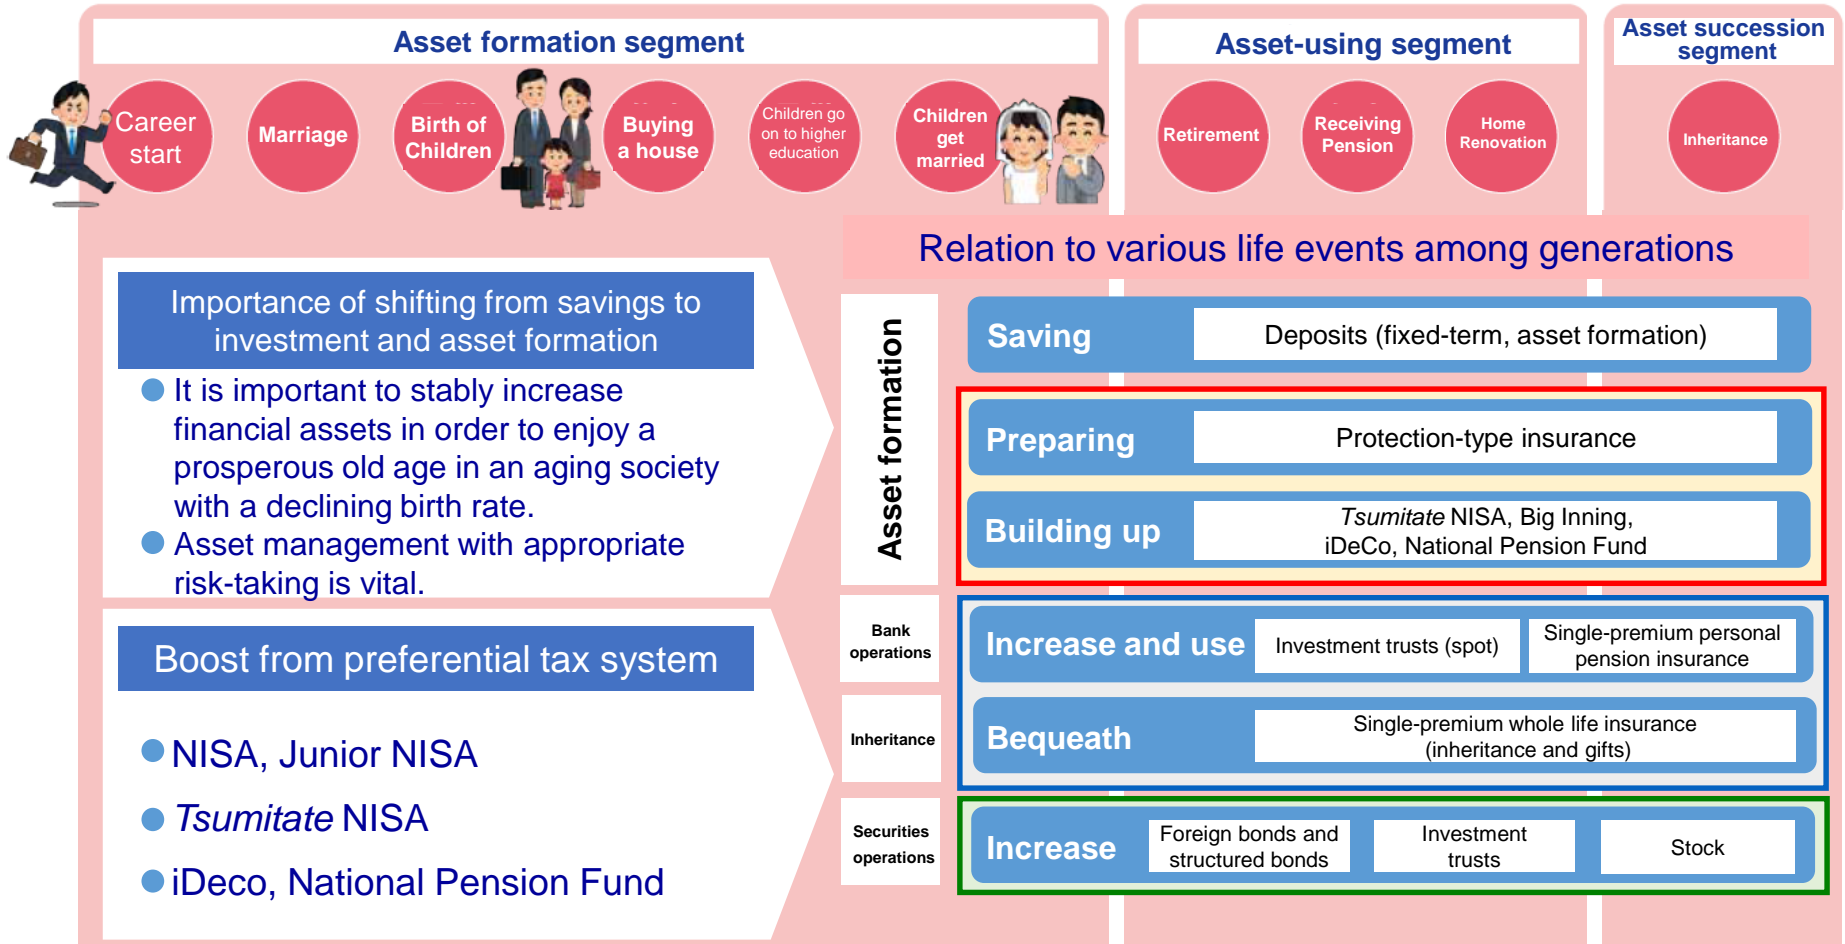 Asset formation segment
Asset-using segment
Asset succession
segment
Career
start
Marriage
Birth of
Children
Buying
a house
Children go
on to higher
education
Children
get
married
Retirement
Receiving
Pension
Home
Renovation
Inheritance
Relation to various life events among generations
Importance of shifting from savings to
investment and asset formation
It is important to stably increase
financial assets in order to enjoy a
prosperous old age in an aging society
with a declining birth rate.
Asset management with appropriate
risk-taking is vital.
Boost from preferential tax system
NISA, Junior NISA
Tsumitate NISA
iDeco, National Pension Fund
Asset formation
Saving
Deposits (fixed-term, asset formation)
Preparing
Protection-type insurance
Building up
Tsumitate NISA, Big Inning,
iDeCo, National Pension Fund
Bank
operations
Increase and use
Investment trusts (spot)
Single-premium personal
pension insurance
Inheritance
Bequeath
Single-premium whole life insurance
(inheritance and gifts)
Securities
operations
Increase
Foreign bonds and
structured bonds
Investment
trusts
Stock